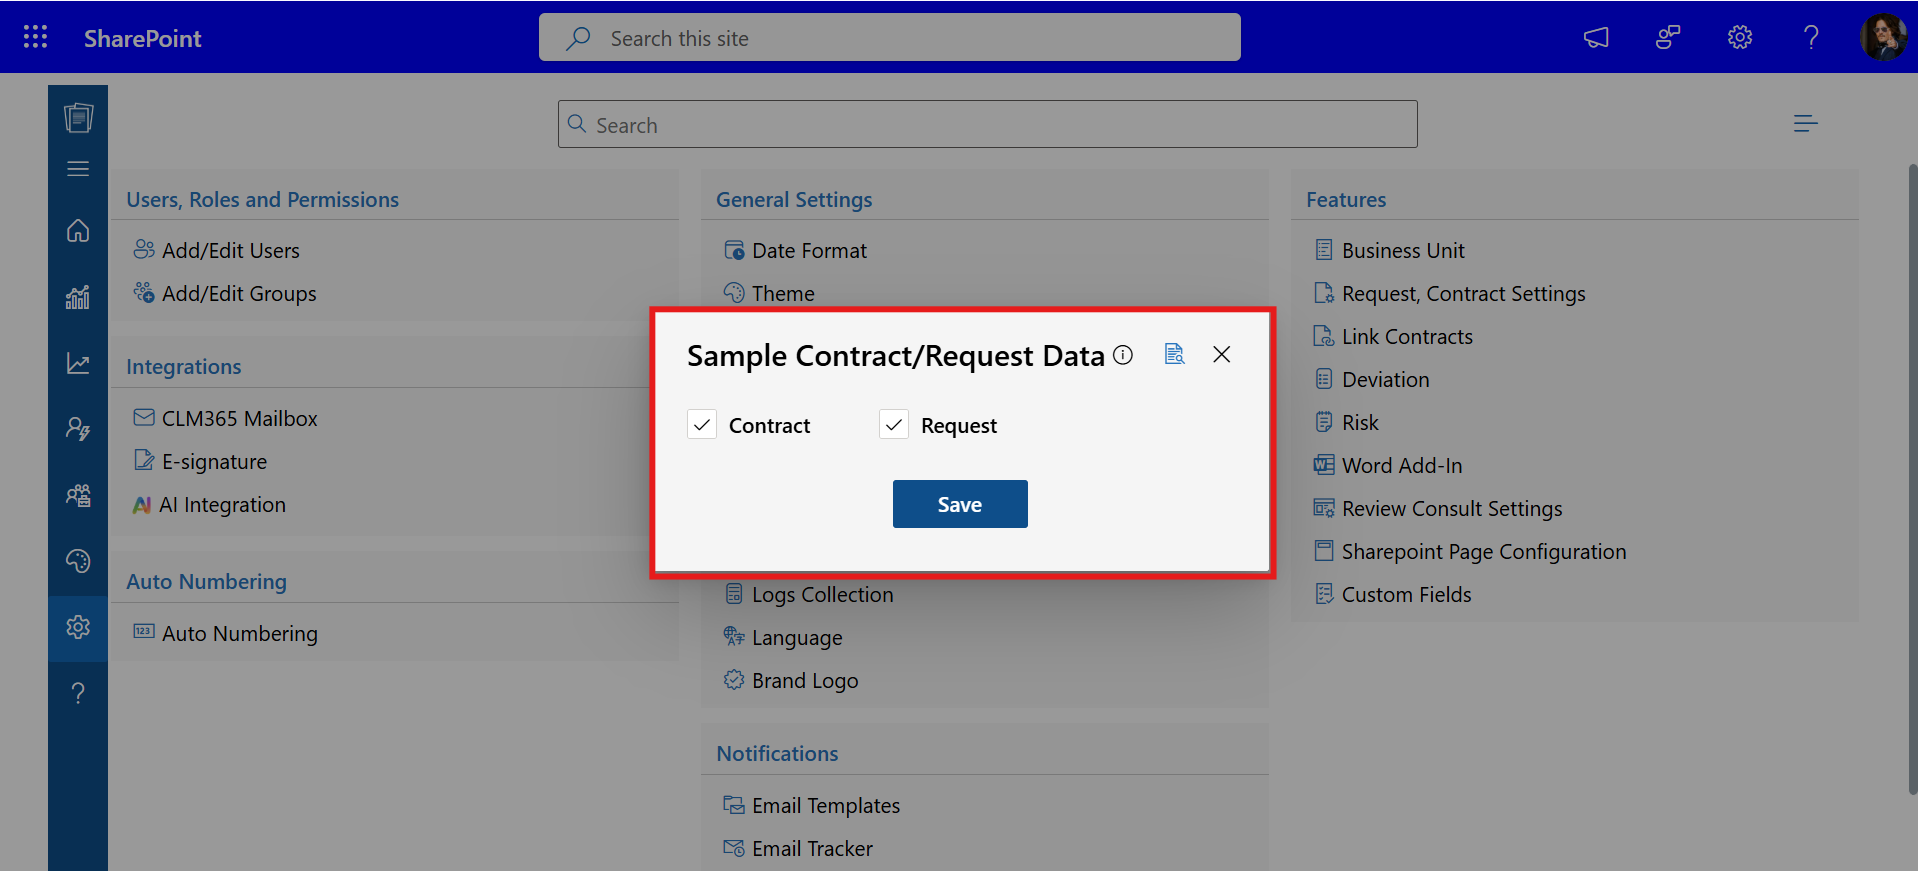 SharePoint
Search this site
Search
Users, Roles and Permissions
Add/Edit Users
Add/Edit Groups
Integrations
CLM365 Mailbox
E-signature
AI Integration
Auto Numbering
123 Auto Numbering
General Settings
Date Format
Theme
Sample Contract/Request Data
Contract
Request
Save
Logs Collection
Language
Brand Logo
Notifications
Email Templates
Email Tracker
Features
Business Unit
Request, Contract Settings
Link Contracts
Deviation
Risk
Word Add-In
Review Consult Settings
Sharepoint Page Configuration
Custom Fields